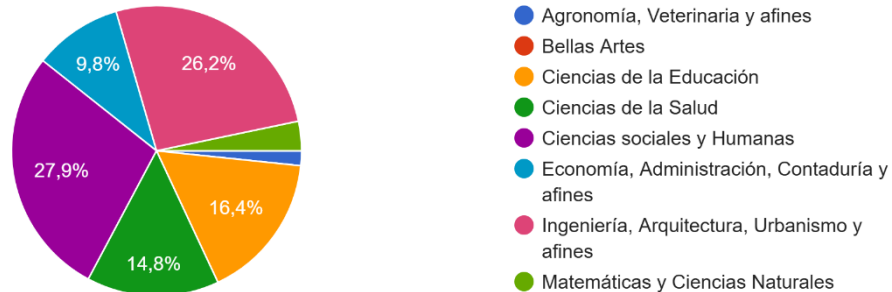 9,8%
26,2%
27,9%
16,4%
14,8%
Agronomía, Veterinaria y afines
Bellas Artes
Ciencias de la Educación
Ciencias de la Salud
Ciencias sociales y Humanas
Economía, Administración, Contaduría y
afines
Ingeniería, Arquitectura, Urbanismo y
afines
Matemáticas y Ciencias Naturales